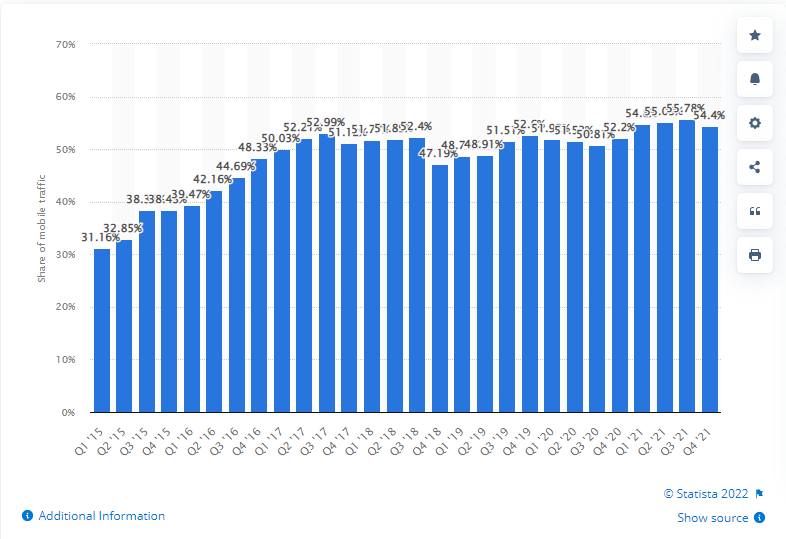 70%
60%
50%
40%
30%
20%
10%
0%
Share of mobile traffic
31.16%
32.85%
39.47%
42.16%
44.69%
48.33%
50.03%
52.21%
52.99%
52.4%
47.19%
48.91%
51.51%
50.81%
52.2%
55.78%
54.4%
Q1 '15
Q2 '15
Q3 '15
Q4 '15
Q1 '16
Q2 '16
Q3 '16
Q4 '16
Q1 '17
Q2 '17
Q3 '17
Q4 '17
Q1 '18
Q2 '18
Q3 '18
Q4 '18
Q1 '19
Q2 '19
Q3 '19
Q4 '19
Q1 '20
Q2 '20
Q3 '20
Q4 '20
Q1 '21
Q2 '21
Q3 '21
Q4 '21
© Statista 2022
Additional Information
Show source